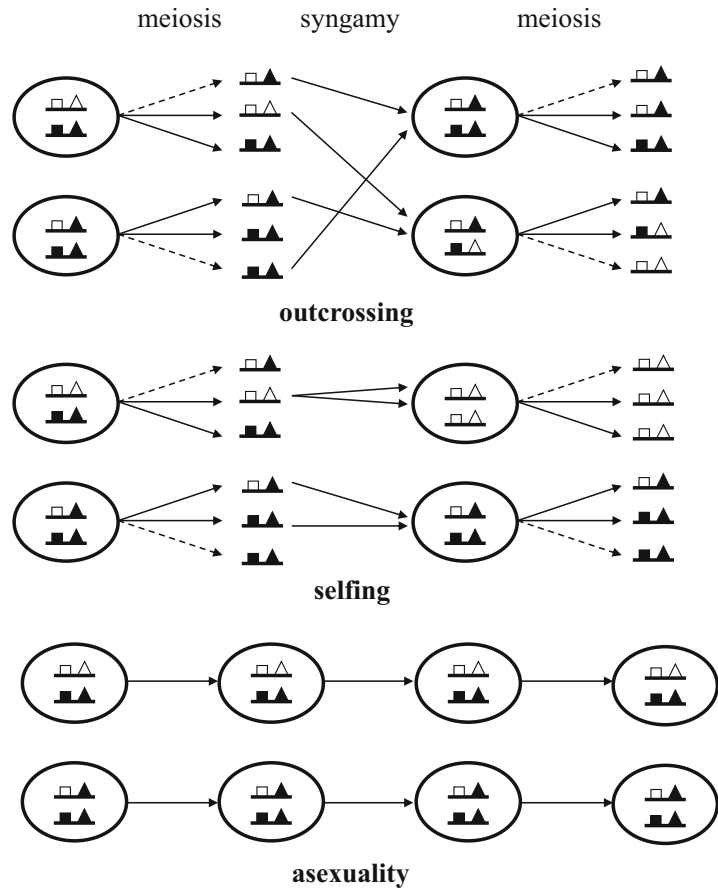 meiosis syngamy meiosis
outcrossing
selfing
asexuality